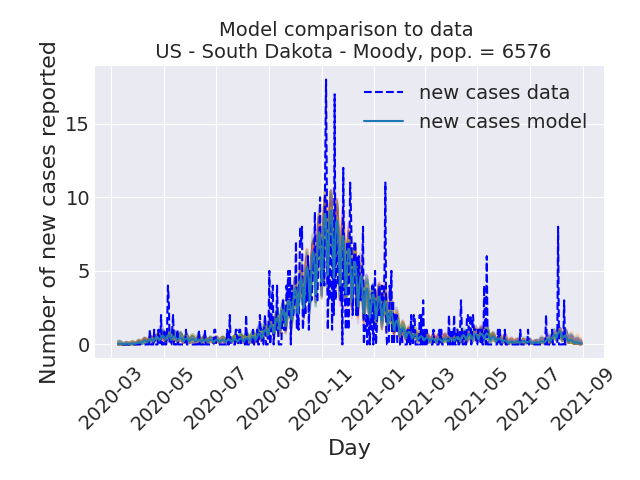 Model comparison to data
US - South Dakota - Moody, pop. = 6576
new cases data
new cases model
Number of new cases reported
15
10
5
0
2020-03
2020-05
2020-07
2020-09
2020-11
2021-01
2021-03
2021-05
2021-07
2021-09
Day